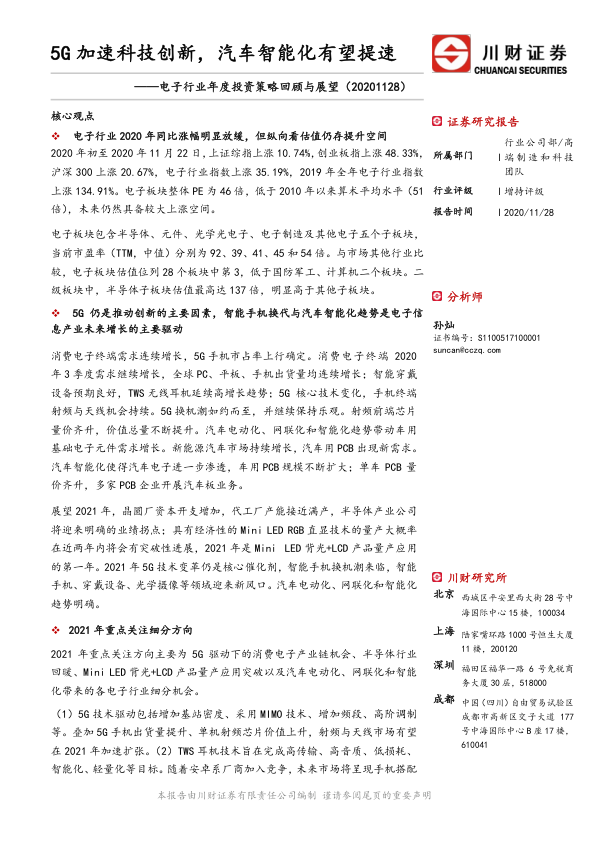 5G 加速科技创新，汽车智能化有望提速
——电子行业年度投资策略回顾与展望（20201128）
川财证券
CHUANCAI SECURITIES
核心观点
❖ 电子行业 2020 年同比涨幅明显放缓，但纵向看估值仍存提升空间
2020 年初至 2020 年 11 月 22 日，上证综指上涨 10.74%，创业板指上涨 48.33%，
沪深 300 上涨 20.67%，电子行业指数上涨 35.19%，2019 年全年电子行业指数
上涨 134.91%。电子板块整体 PE 为 46 倍，低于 2010 年以来算术平均水平（51
倍），未来仍然具备较大上涨空间。
电子板块包含半导体、元件、光学光电子、电子制造及其他电子五个子板块，
当前市盈率（TTM，中值）分别为 92、39、41、45 和 54 倍。与市场其他行业比
较，电子板块估值位列 28 个板块中第 3，低于国防军工、计算机二个板块。二
级板块中，半导体子板块估值最高达 137 倍，明显高于其他子板块。
❖ 5G 仍是推动创新的主要因素，智能手机换代与汽车智能化趋势是电子信
息产业未来增长的主要驱动
消费电子终端需求连续增长，5G 手机市占率上行确定。消费电子终端 2020
年 3 季度需求继续增长，全球 PC、平板、手机出货量均连续增长；智能穿戴
设备预期良好，TWS 无线耳机延续高增长趋势；5G 核心技术变化，手机终端
射频与天线机会持续。5G 换机潮如约而至，并继续保持乐观。射频前端芯片
量价齐升，价值总量不断提升。汽车电动化、网联化和智能化趋势带动车用
基础电子元件需求增长。新能源汽车市场持续增长，汽车用 PCB 出现新需求。
汽车智能化使得汽车电子进一步渗透，车用 PCB 规模不断扩大；单车 PCB 量
价齐升，多家 PCB 企业开展汽车板业务。
展望 2021 年，晶圆厂资本开支增加，代工厂产能接近满产，半导体产业公司
将迎来明确的业绩拐点；具有经济性的 Mini LED RGB 直显技术的量产大概率
在近两年内将会有突破性进展，2021 年是 Mini LED 背光+LCD 产品量产应用
的第一年。2021 年 5G 技术变革仍是核心催化剂，智能手机换机潮来临，智能
手机、穿戴设备、光学摄像等领域迎来新风口。汽车电动化、网联化和智能化
趋势明确。
❖ 2021 年重点关注细分方向
2021 年重点关注方向主要为 5G 驱动下的消费电子产业链机会、半导体行业
回暖、Mini LED 背光+LCD 产品量产应用突破以及汽车电动化、网联化和智能
化带来的各电子行业细分机会。
（1）5G 技术驱动包括增加基站密度、采用 MIMO 技术、增加频段、高阶调制
等。叠加 5G 手机出货量提升、单机射频芯片价值上升，射频与天线市场有望
在 2021 年加速扩张。（2）TWS 耳机技术旨在完成高传输、高音质、低损耗、
智能化、轻量化等目标。随着安卓系厂商加入竞争，未来市场将呈现手机搭配
证券研究报告
所属部门 | 行业公司部/高
端制造和科技
团队
行业评级 | 增持评级
报告时间 | 2020/11/28
分析师
孙灿
证书编号：S1100517100001
suncan@cczq.com
川财研究所
北京 西城区平安里西大街 28 号中
海国际中心 15 楼，100034
上海 陆家嘴环路 1000 号恒生大厦
11 楼，200120
深圳 福田区福华一路 6 号免税商
务大厦 30 层，518000
成都 中国（四川）自由贸易试验区
成都市高新区交子大道 177
号中海国际中心 B 座 17 楼，
610041
本报告由川财证券有限责任公司编制 谨请参阅尾页的重要声明